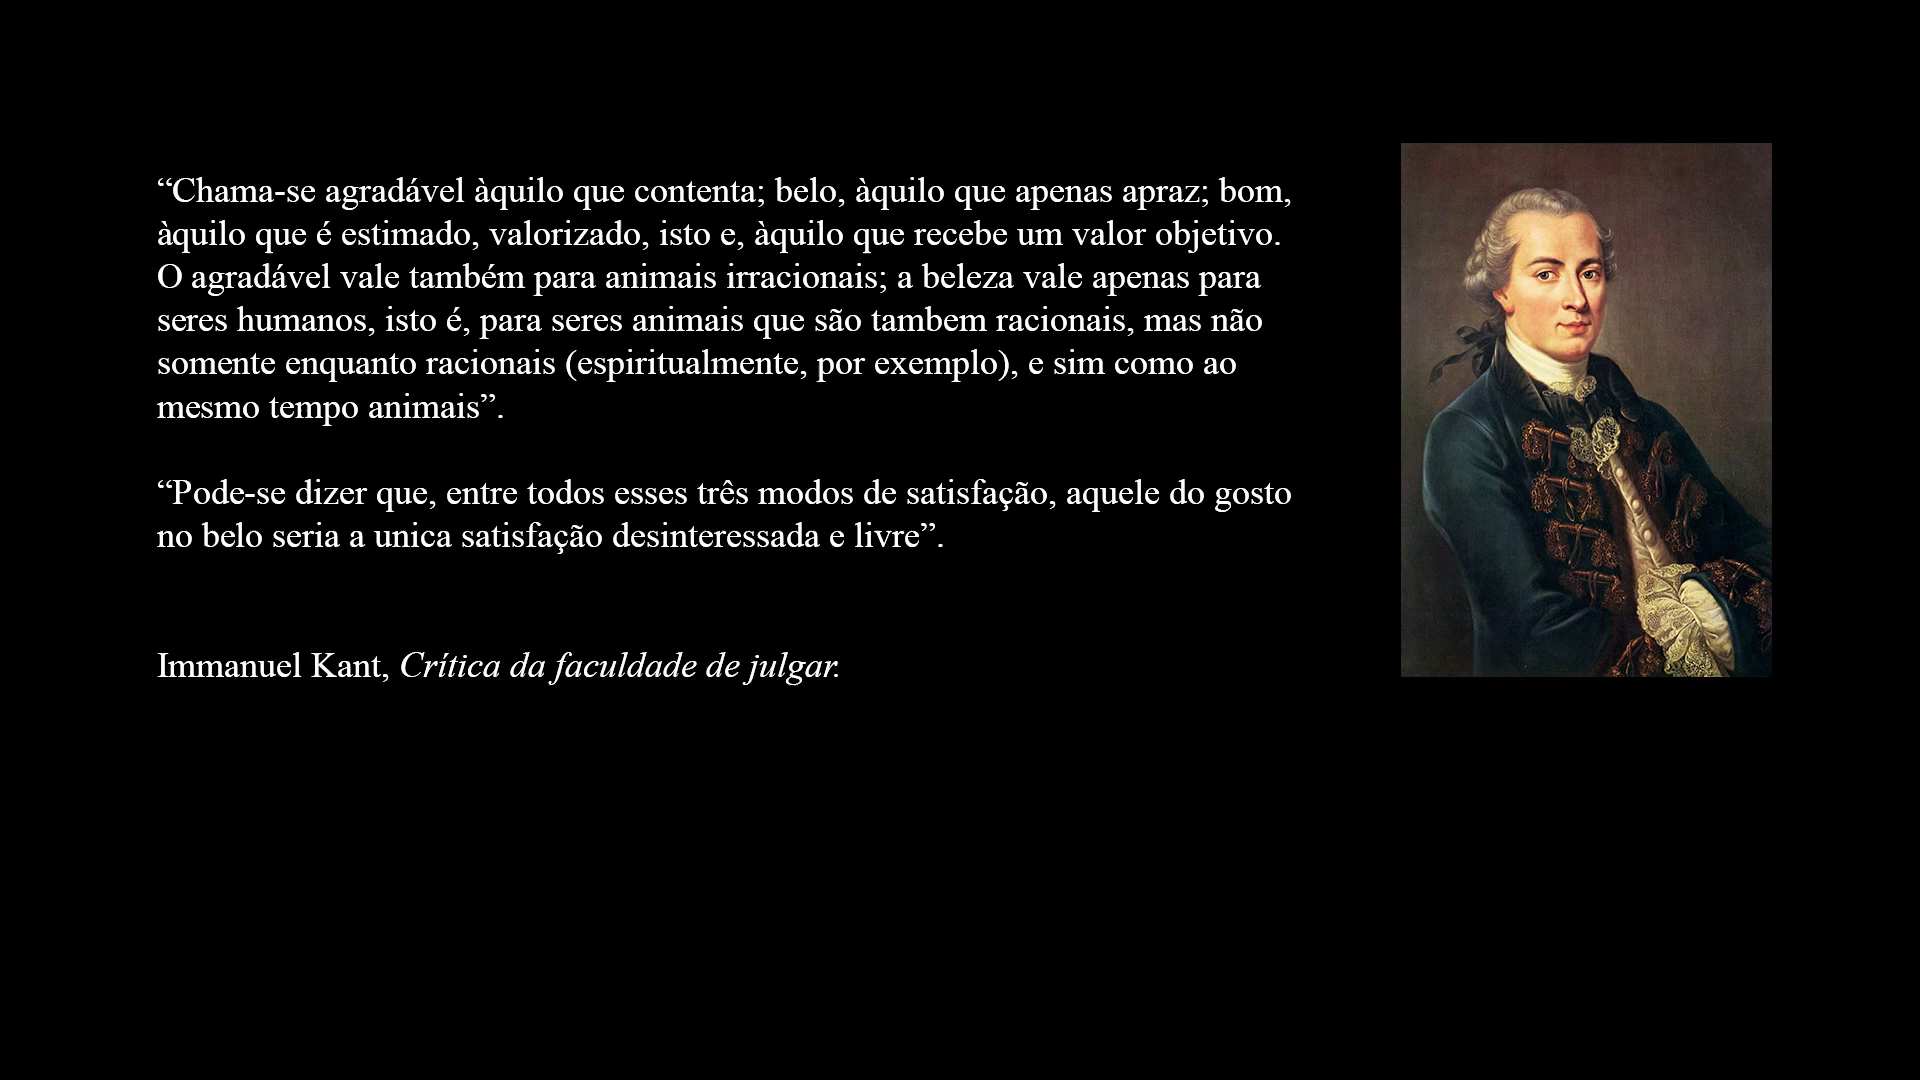 “Chama-se agradável àquilo que contenta; belo, àquilo que apenas apraz; bom,
àquilo que é estimado, valorizado, isto e, àquilo que recebe um valor objetivo.
O agradável vale também para animais irracionais; a beleza vale apenas para
seres humanos, isto é, para seres animais que são tambem racionais, mas não
somente enquanto racionais (espiritualmente, por exemplo), e sim como ao
mesmo tempo animais”.
“Pode-se dizer que, entre todos esses três modos de satisfação, aquele do gosto
no belo seria a unica satisfação desinteressada e livre”.
Immanuel Kant, Crítica da faculdade de julgar.